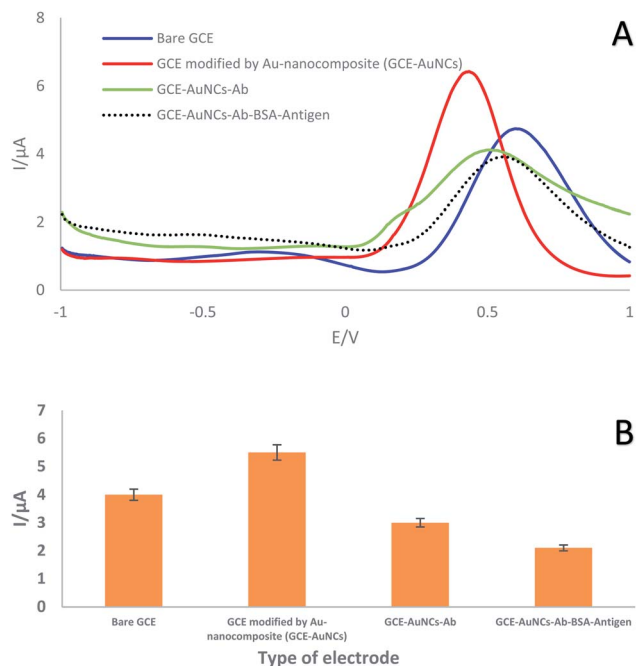 A
8
6
4
2
0
I/µA
Bare GCE
GCE modified by Au-nanocomposite (GCE-AuNCs)
GCE-AuNCs-Ab
GCE-AuNCs-Ab-BSA-Antigen
-1
-0.5
0
0.5
1
E/V
B
7
6
5
4
3
2
1
0
I/µA
Bare GCE
GCE modified by Au-
nanocomposite (GCE-AuNCs)
GCE-AuNCs-Ab
GCE-AuNCs-Ab-BSA-Antigen
Type of electrode